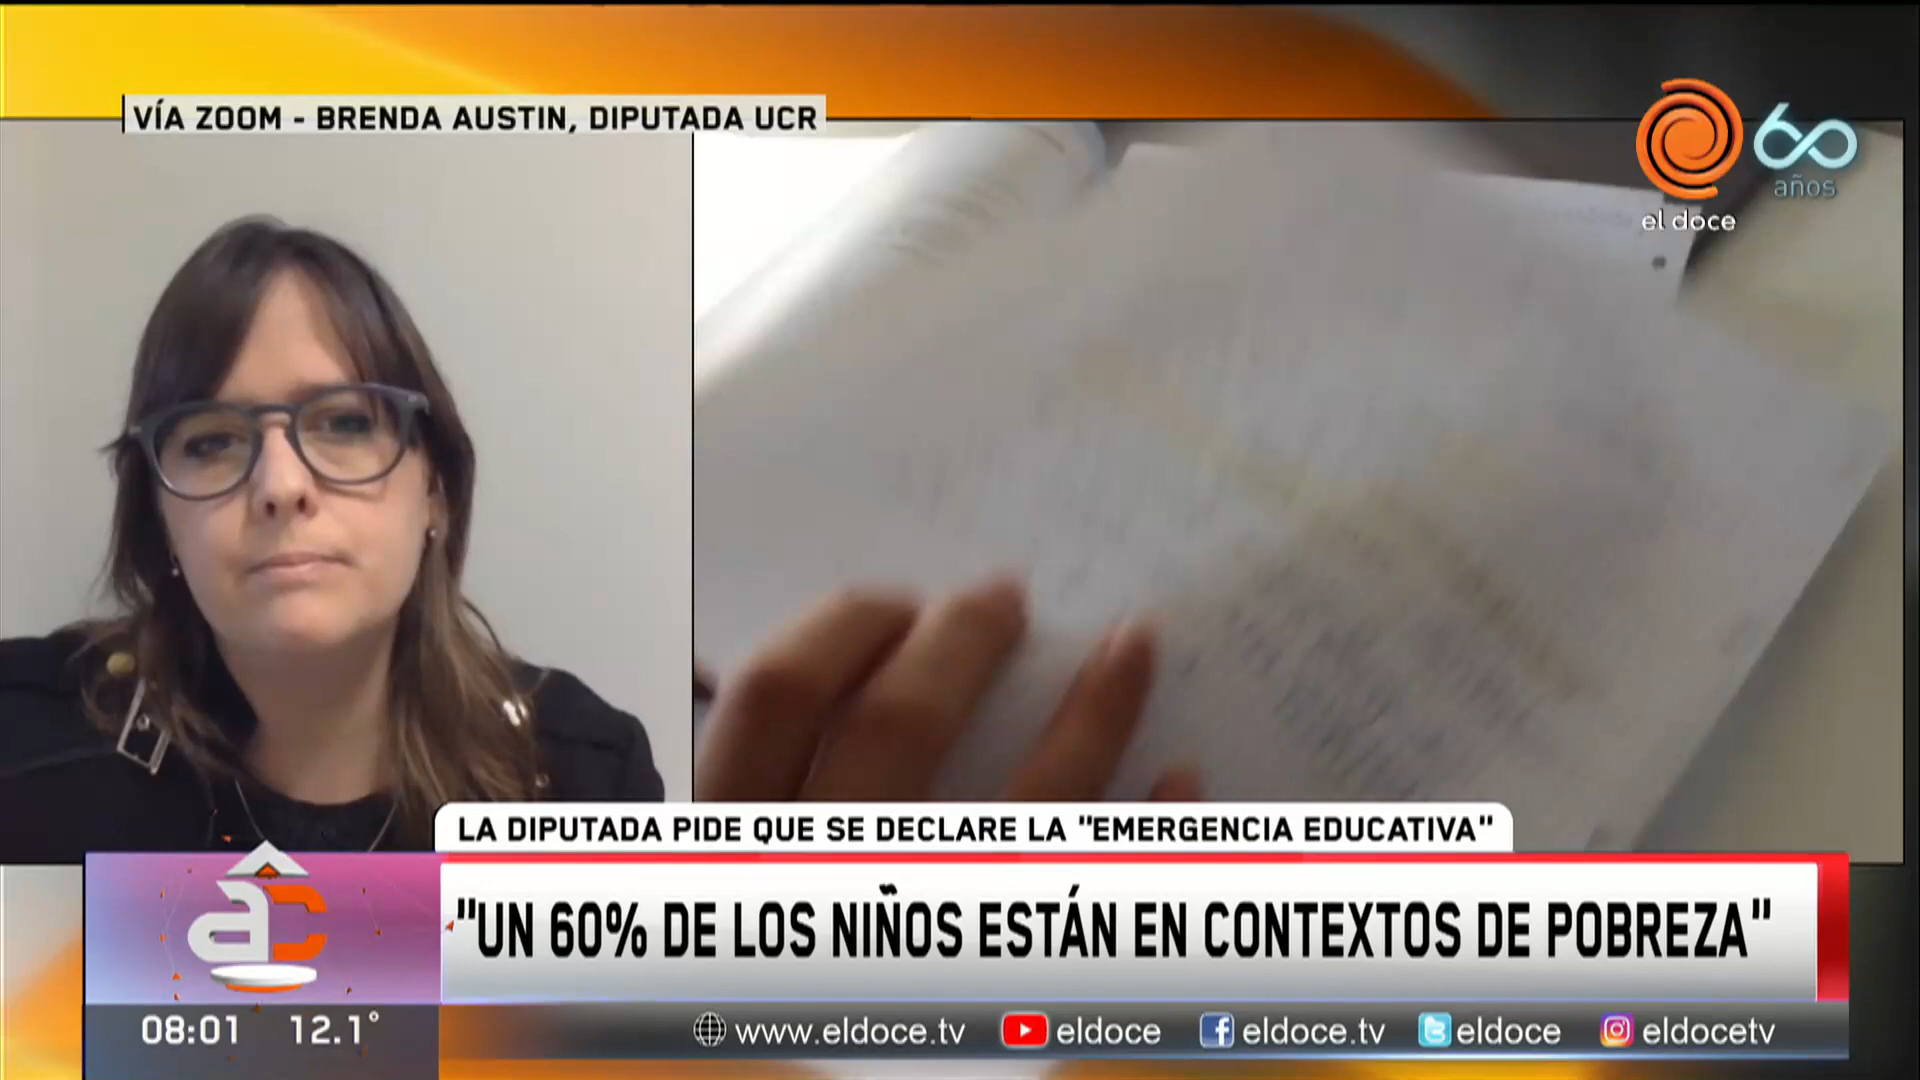 VÍA ZOOM - BRENDA AUSTIN, DIPUTADA UCR
60
años
el doce
LA DIPUTADA PIDE QUE SE DECLARE LA "EMERGENCIA EDUCATIVA"
"UN 60% DE LOS NIÑOS ESTÁN EN CONTEXTOS DE POBREZA"
ac
08:01 12.1° www.eldoce.tv eldoce eldoce.tv eldoce eldocetv